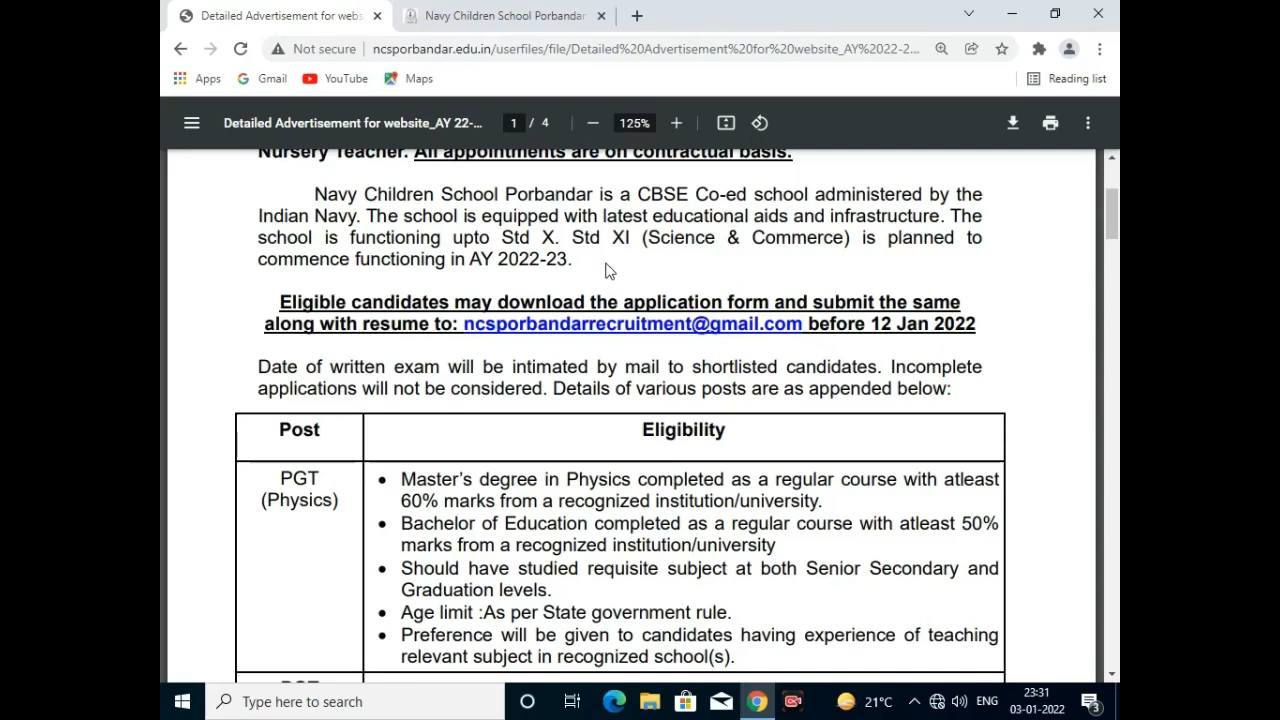 Detailed Advertisement for webs
Navy Children School Porbandar
Not secure
ncsporbandar.edu.in/userfiles/file/Detailed%20Advertisement%20for%20website_AY%2022-2...
Apps
Gmail
YouTube
Maps
Reading list
Detailed Advertisement for website_AY 22-...
1 / 4
125%
Nursery Teacher. All appointments are on contractual basis.
Navy Children School Porbandar is a CBSE Co-ed school administered by the
Indian Navy. The school is equipped with latest educational aids and infrastructure. The
school is functioning upto Std X. Std XI (Science & Commerce) is planned to
commence functioning in AY 2022-23.
Eligible candidates may download the application form and submit the same
along with resume to: ncsporbandarrecruitment@gmail.com before 12 Jan 2022
Date of written exam will be intimated by mail to shortlisted candidates. Incomplete
applications will not be considered. Details of various posts are as appended below:
Post
Eligibility
PGT
(Physics)
• Master's degree in Physics completed as a regular course with atleast
60% marks from a recognized institution/university.
• Bachelor of Education completed as a regular course with atleast 50%
marks from a recognized institution/university
• Should have studied requisite subject at both Senior Secondary and
Graduation levels.
• Age limit :As per State government rule.
• Preference will be given to candidates having experience of teaching
relevant subject in recognized school(s).
Type here to search
21°C
ENG
23:31
03-01-2022
3